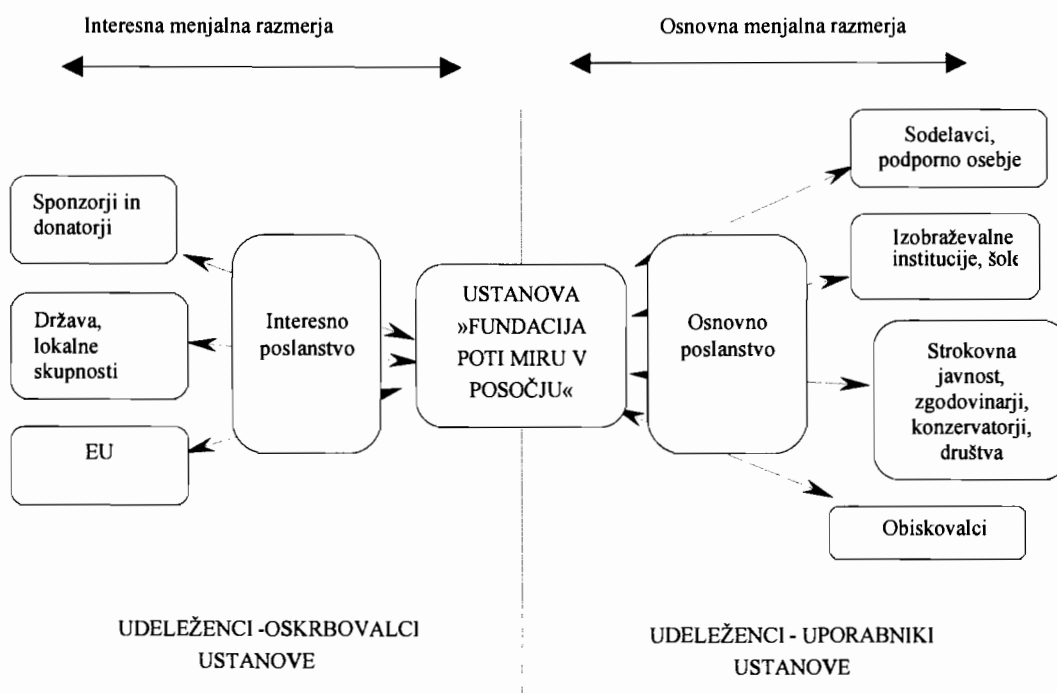 Interesna menjalna razmerja
Osnovna menjalna razmerja
Sponzorji in
donatorji
Država,
lokalne
skupnosti
EU
Interesno
poslanstvo
USTANOVA
»FUNDACIJA
POTI MIRU V
POSOČJU«
Osnovno
poslanstvo
Sodelavci,
podporno osebje
Izobraževalne
institucije, šole
Strokovna
javnost,
zgodovinarji,
konzervatorji,
društva
Obiskovalci
UDELEŽENCI -OSKRBOVALCI
USTANOVE
UDELEŽENCI - UPORABNIKI
USTANOVE